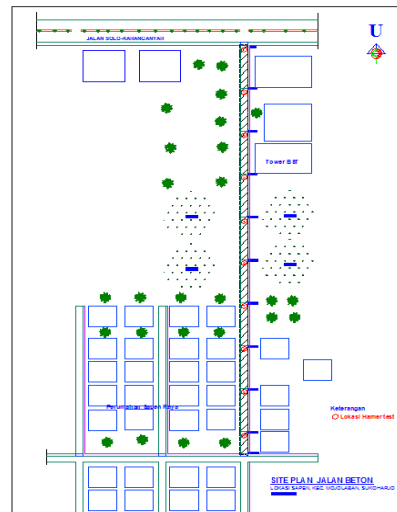 U
JALAN SOLO-KARANGANYAR
Tower BBT
Perumahan Sapen Raya
Keterangan
Lokasi Hamer test
SITE PLAN JALAN BETON
LOKASI SAPEN, KEC. MOJOLABAN, SUKOHARJO